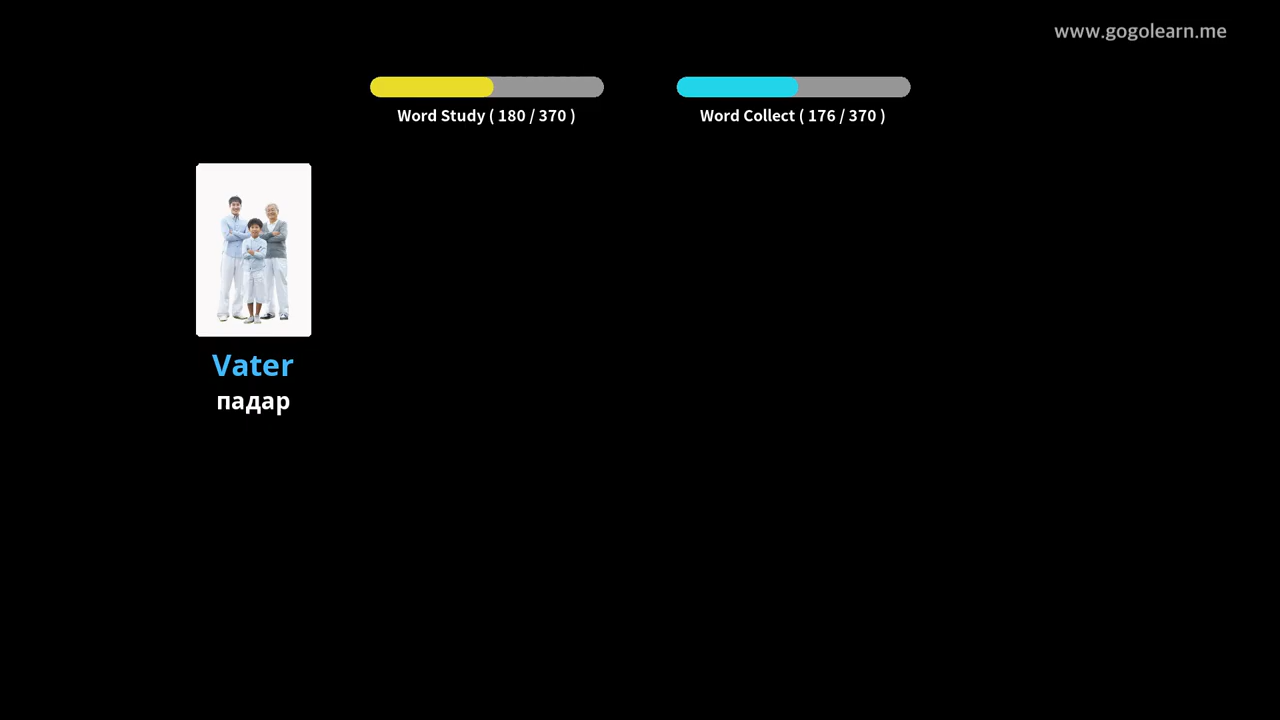 www.gogolearn.me
Word Study ( 180 / 370 )
Word Collect ( 176 / 370 )
Vater
падар